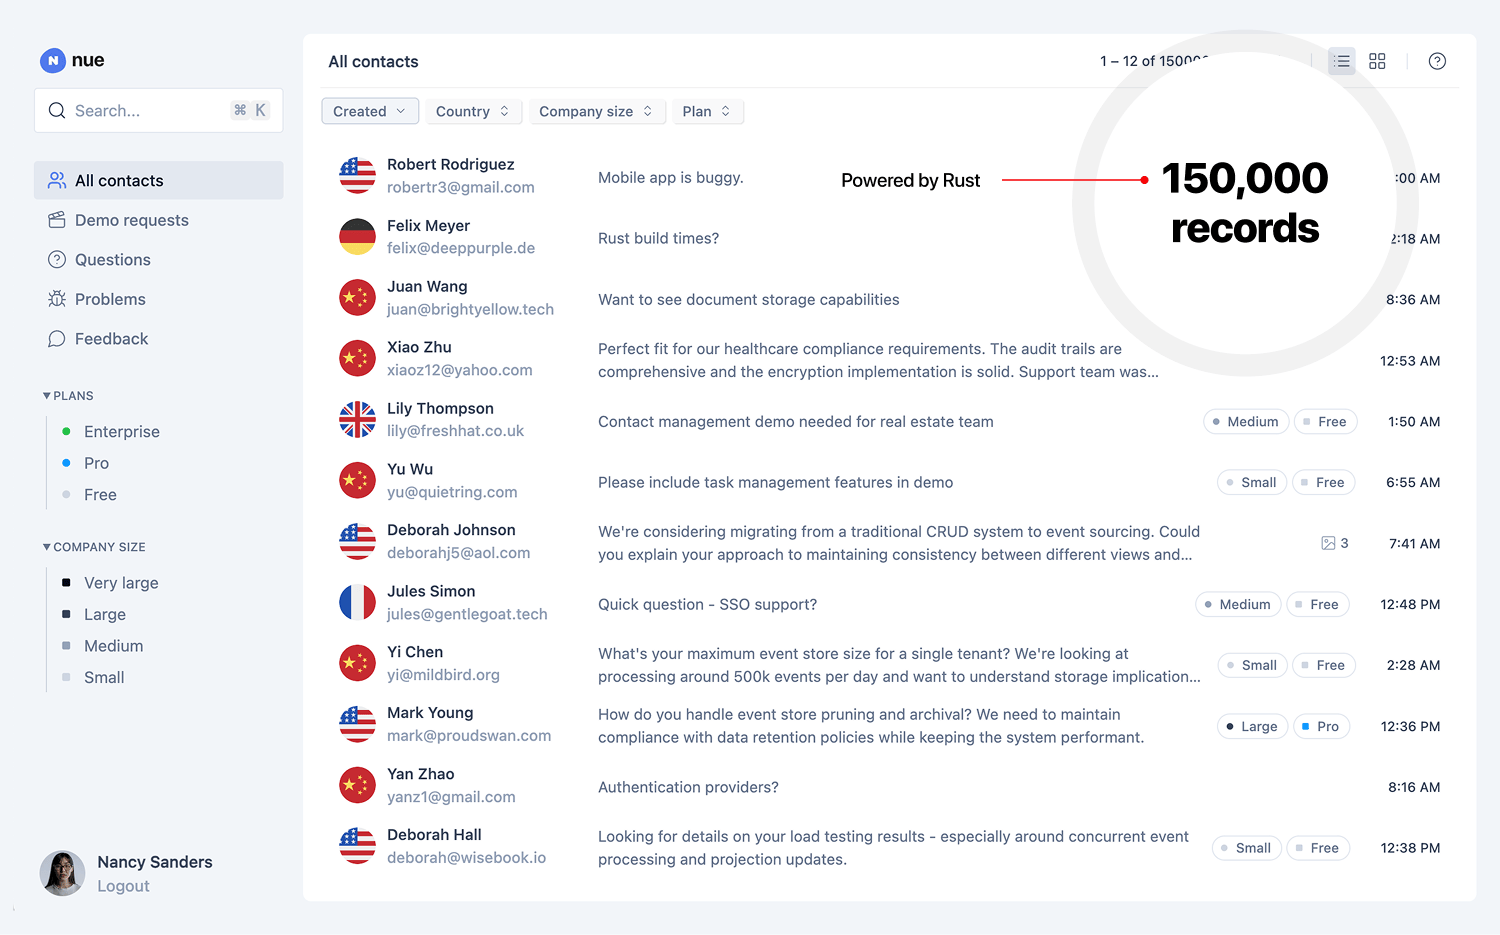 nue
Search...
⌘ K
All contacts
Demo requests
Questions
Problems
Feedback
PLANS
Enterprise
Pro
Free
COMPANY SIZE
Very large
Large
Medium
Small
Nancy Sanders
Logout
All contacts
1 – 12 of 150000
Created
Country
Company size
Plan
Powered by Rust
150,000
records
Robert Rodriguez
robertr3@gmail.com
Mobile app is buggy.
:00 AM
Felix Meyer
felix@deeppurple.de
Rust build times?
2:18 AM
Juan Wang
juan@brightyellow.tech
Want to see document storage capabilities
8:36 AM
Xiao Zhu
xiaoz12@yahoo.com
Perfect fit for our healthcare compliance requirements. The audit trails are
comprehensive and the encryption implementation is solid. Support team was...
12:53 AM
Lily Thompson
lily@freshhat.co.uk
Contact management demo needed for real estate team
Medium
Free
1:50 AM
Yu Wu
yu@quietring.com
Please include task management features in demo
Small
Free
6:55 AM
Deborah Johnson
deborahj5@aol.com
We're considering migrating from a traditional CRUD system to event sourcing. Could
you explain your approach to maintaining consistency between different views and...
3
7:41 AM
Jules Simon
jules@gentlegoat.tech
Quick question - SSO support?
Medium
Free
12:48 PM
Yi Chen
yi@mildbird.org
What's your maximum event store size for a single tenant? We're looking at
processing around 500k events per day and want to understand storage implication...
Small
Free
2:28 AM
Mark Young
mark@proudswan.com
How do you handle event store pruning and archival? We need to maintain
compliance with data retention policies while keeping the system performant.
Large
Pro
12:36 PM
Yan Zhao
yanz1@gmail.com
Authentication providers?
8:16 AM
Deborah Hall
deborah@wisebook.io
Looking for details on your load testing results - especially around concurrent event
processing and projection updates.
Small
Free
12:38 PM